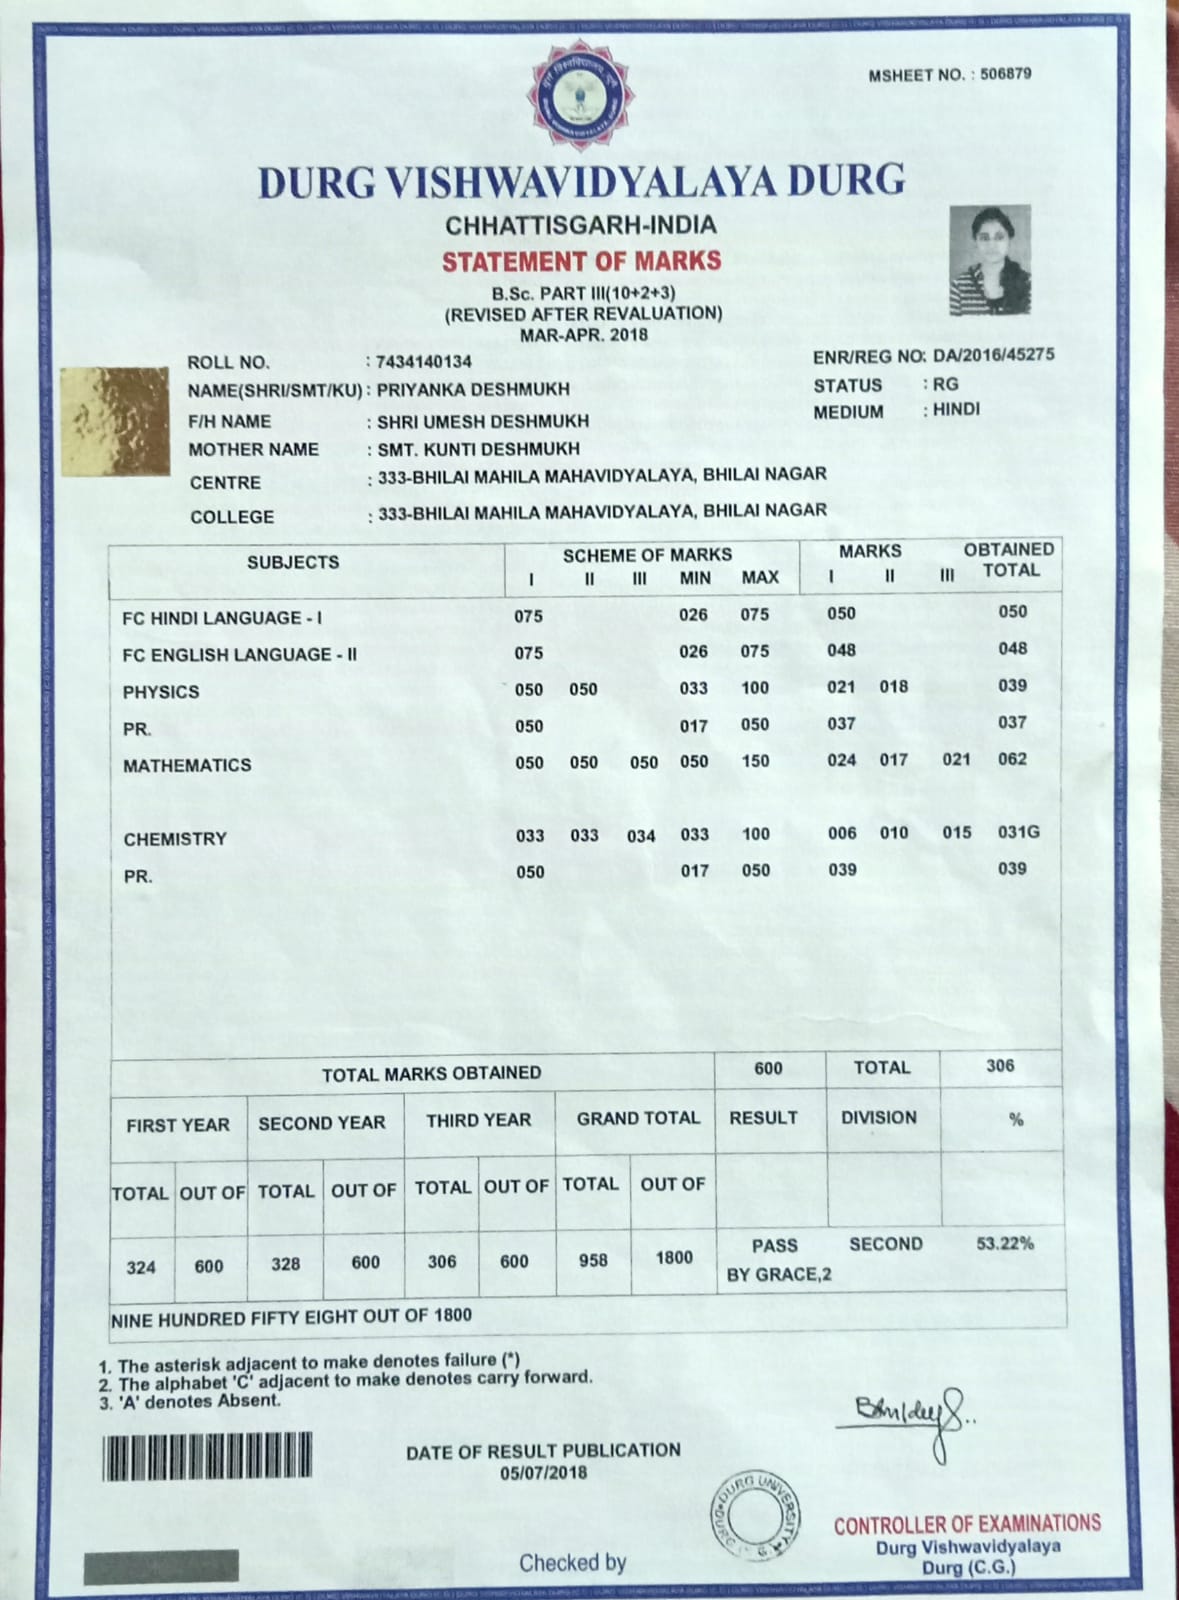 MSHEET NO. : 506879
दुर्ग विश्वविद्यालय, दुर्ग
DURG VISHWAVIDYALAYA, DURG
DURG VISHWAVIDYALAYA DURG
CHHATTISGARH-INDIA
STATEMENT OF MARKS
B.Sc. PART III(10+2+3)
(REVISED AFTER REVALUATION)
MAR-APR. 2018
ROLL NO. : 7434140134 ENR/REG NO: DA/2016/45275
NAME(SHRI/SMT/KU) : PRIYANKA DESHMUKH STATUS : RG
F/H NAME : SHRI UMESH DESHMUKH MEDIUM : HINDI
MOTHER NAME : SMT. KUNTI DESHMUKH
CENTRE : 333-BHILAI MAHILA MAHAVIDYALAYA, BHILAI NAGAR
COLLEGE : 333-BHILAI MAHILA MAHAVIDYALAYA, BHILAI NAGAR
SUBJECTS SCHEME OF MARKS MARKS OBTAINED
I II III MIN MAX I II III TOTAL
FC HINDI LANGUAGE - I 075 026 075 050 050
FC ENGLISH LANGUAGE - II 075 026 075 048 048
PHYSICS 050 050 033 100 021 018 039
PR. 050 017 050 037 037
MATHEMATICS 050 050 050 050 150 024 017 021 062
CHEMISTRY 033 033 034 033 100 006 010 015 031G
PR. 050 017 050 039 039
TOTAL MARKS OBTAINED 600 TOTAL 306
FIRST YEAR SECOND YEAR THIRD YEAR GRAND TOTAL RESULT DIVISION %
TOTAL OUT OF TOTAL OUT OF TOTAL OUT OF TOTAL OUT OF
324 600 328 600 306 600 958 1800 PASS SECOND 53.22%
BY GRACE,2
NINE HUNDRED FIFTY EIGHT OUT OF 1800
1. The asterisk adjacent to make denotes failure (*)
2. The alphabet 'C' adjacent to make denotes carry forward.
3. 'A' denotes Absent.
DATE OF RESULT PUBLICATION
05/07/2018
DURG UNIVERSITY
CONTROLLER OF EXAMINATIONS
Durg Vishwavidyalaya
Durg (C.G.)
Checked by